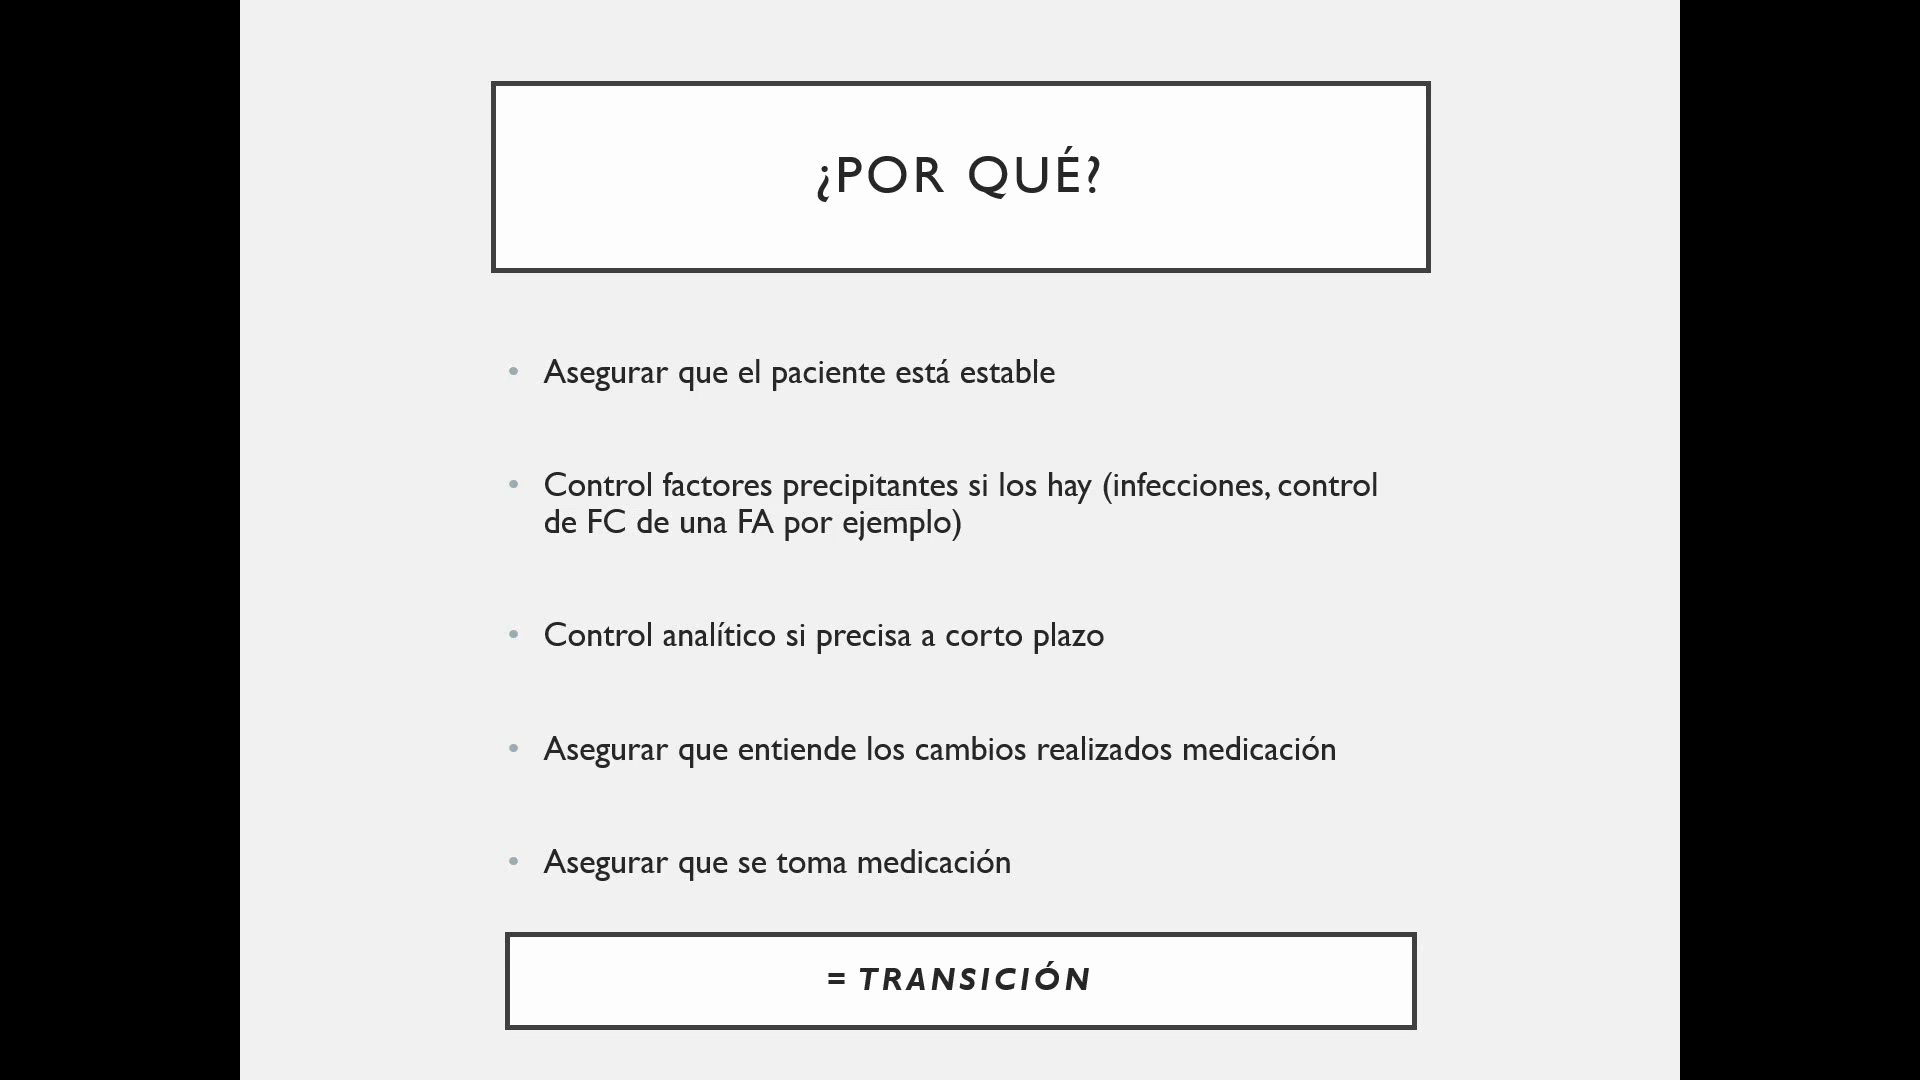 ¿POR QUÉ?
• Asegurar que el paciente está estable
• Control factores precipitantes si los hay (infecciones, control
de FC de una FA por ejemplo)
• Control analítico si precisa a corto plazo
• Asegurar que entiende los cambios realizados medicación
• Asegurar que se toma medicación
= TRANSICIÓN